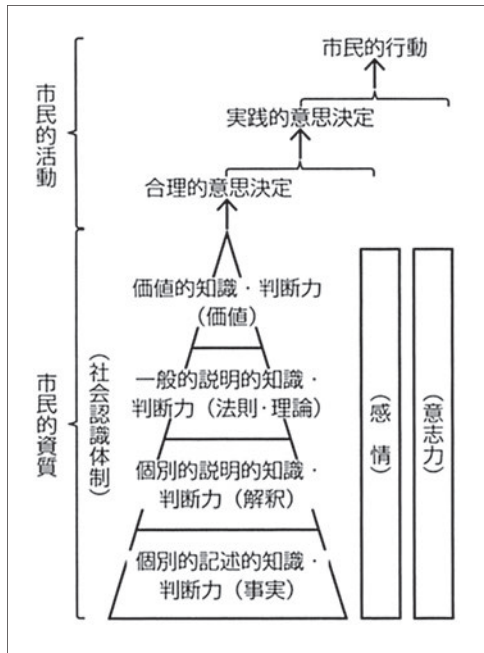 市民的行動
実践的意思決定
合理的意思決定
市民的活動
価値的知識・判断力
(価値)
一般的説明的知識・
判断力(法則・理論)
個別的説明的知識・
判断力(解釈)
個別的記述的知識・
判断力(事実)
市民的資質
(社会認識体制)
(感 情)
(意志力)